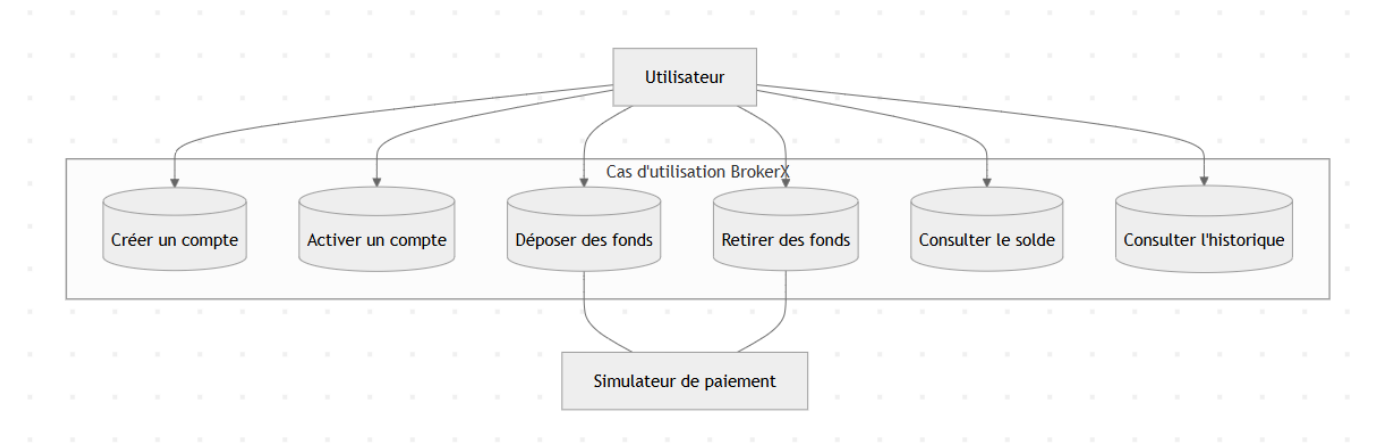 Utilisateur
Cas d'utilisation BrokerX
Créer un compte
Activer un compte
Déposer des fonds
Retirer des fonds
Consulter le solde
Consulter l'historique
Simulateur de paiement